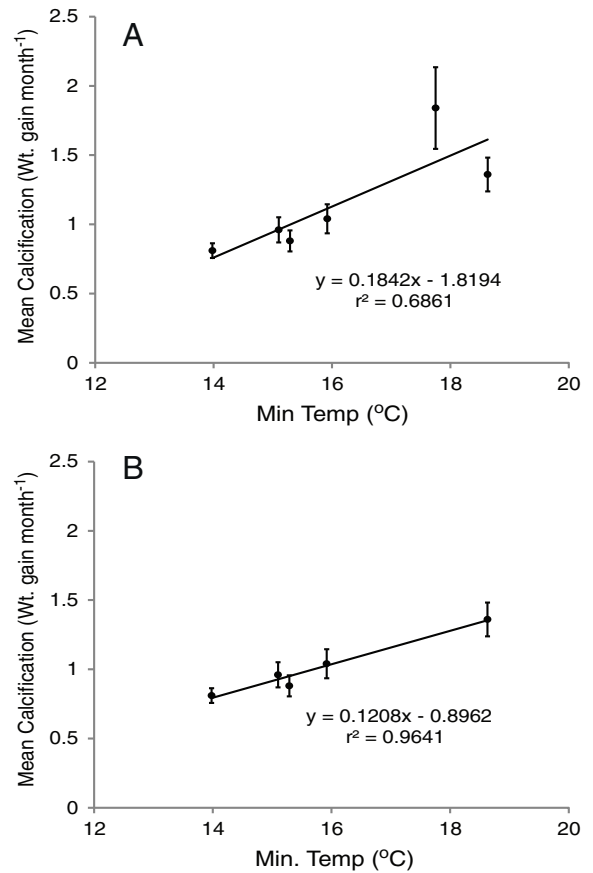 A
2.5
2
1.5
1
0.5
0
12
14
16
18
20
Mean Calcification (Wt. gain month⁻¹)
y = 0.1842x - 1.8194
r² = 0.6861
Min Temp (ºC)
B
2.5
2
1.5
1
0.5
0
12
14
16
18
20
Mean Calcification (Wt. gain month⁻¹)
y = 0.1208x - 0.8962
r² = 0.9641
Min. Temp (ºC)